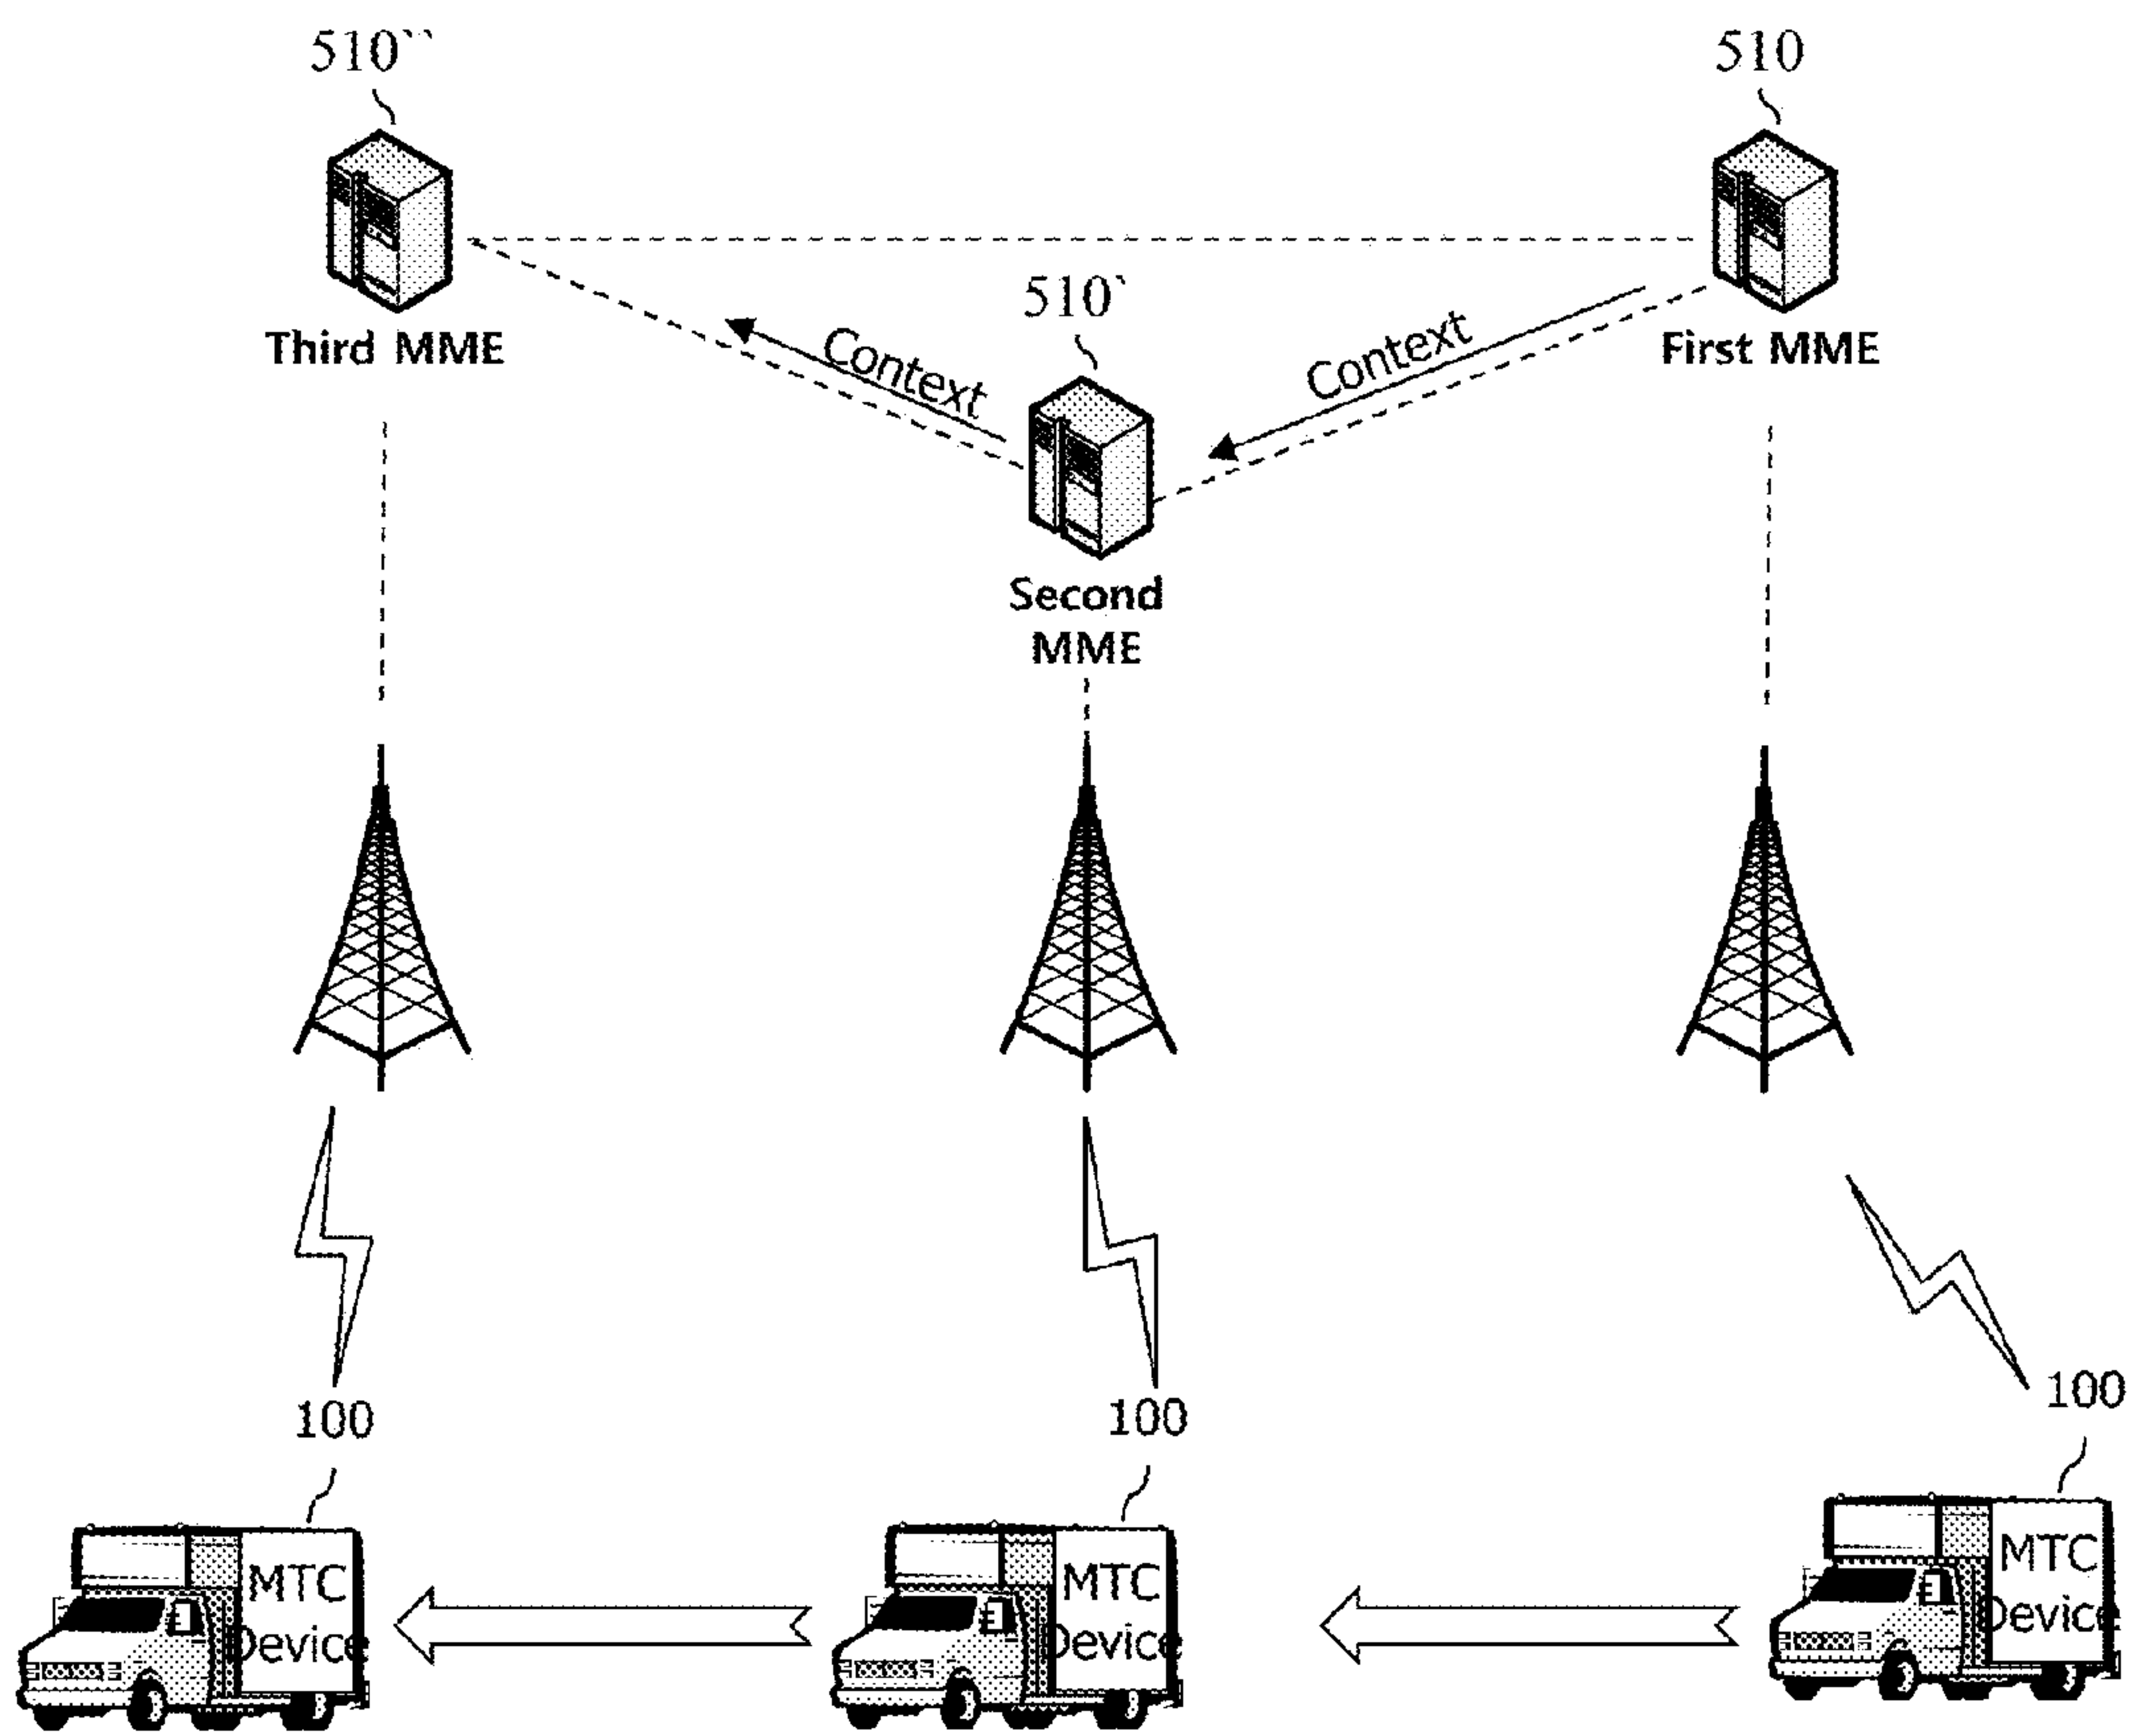 510``
510
510`
Third MME
Context
Context
First MME
Second
MME
100
100
100
MTC
Device
MTC
Device
MTC
Device